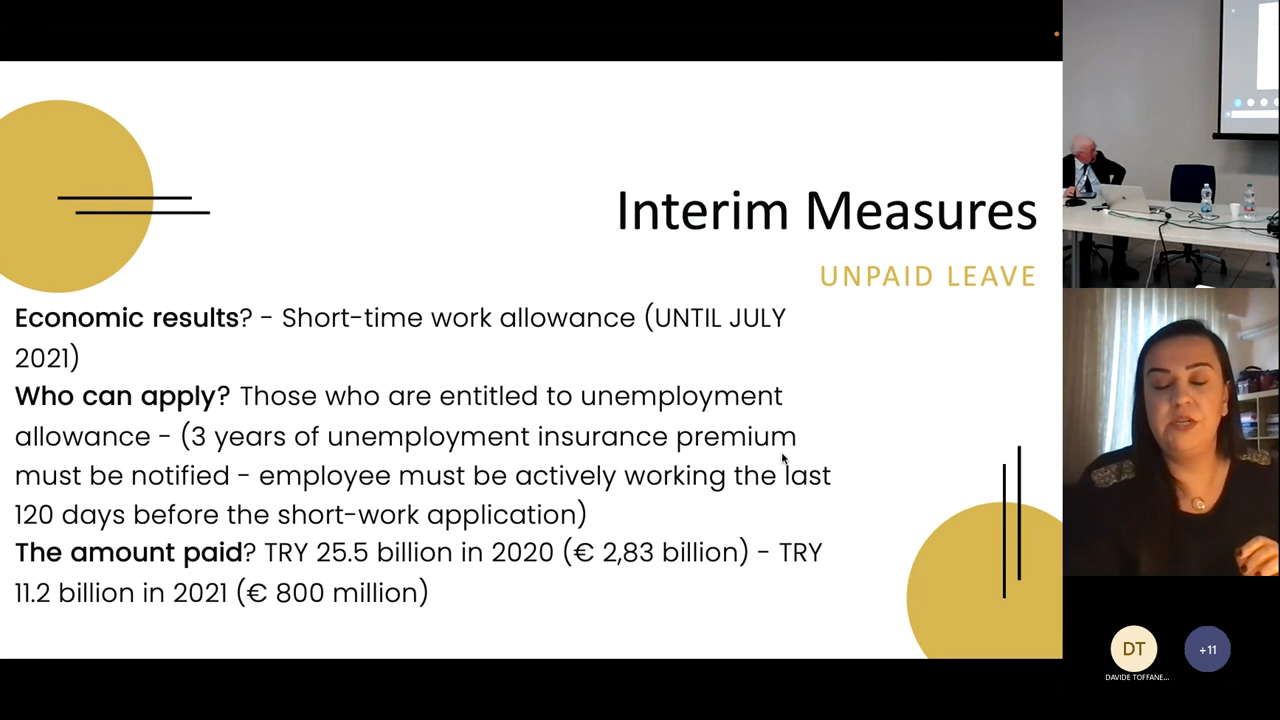 Interim Measures
UNPAID LEAVE
Economic results? - Short-time work allowance (UNTIL JULY
2021)
Who can apply? Those who are entitled to unemployment
allowance - (3 years of unemployment insurance premium
must be notified - employee must be actively working the last
120 days before the short-work application)
The amount paid? TRY 25.5 billion in 2020 (€ 2,83 billion) - TRY
11.2 billion in 2021 (€ 800 million)
DT
+11
DAVIDE TOFFANE...